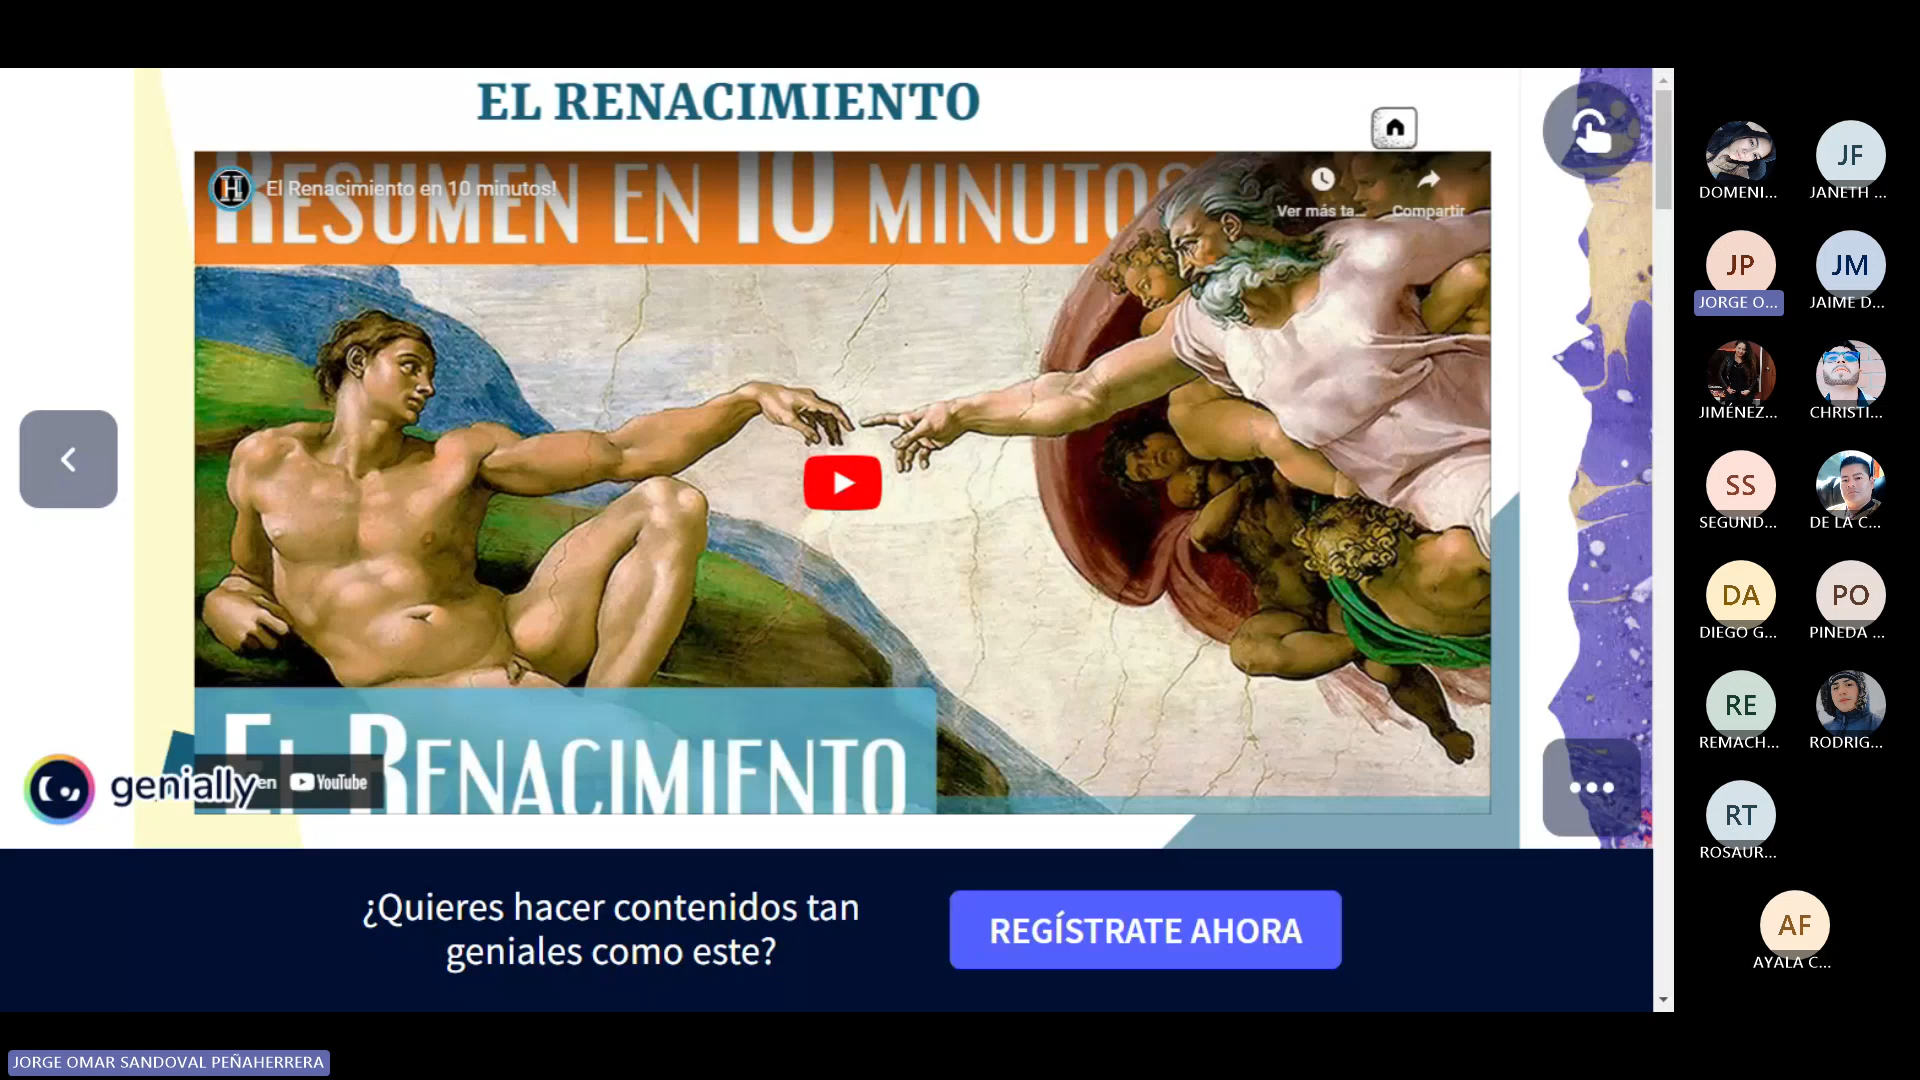 EL RENACIMIENTO
RESUMEN EN 10 MINUTOS
El Renacimiento en 10 minutos!
Ver más ta...
Compartir
EL RENACIMIENTO
genially
en YouTube
¿Quieres hacer contenidos tan
geniales como este?
REGÍSTRATE AHORA
DOMENI...
JF
JANETH ...
JP
JORGE O...
JM
JAIME D...
JIMÉNEZ...
CHRISTI...
SS
SEGUND...
DE LA C...
DA
DIEGO G...
PO
PINEDA ...
RE
REMACH...
RODRIG...
RT
ROSAUR...
AF
AYALA C...
JORGE OMAR SANDOVAL PEÑAHERRERA